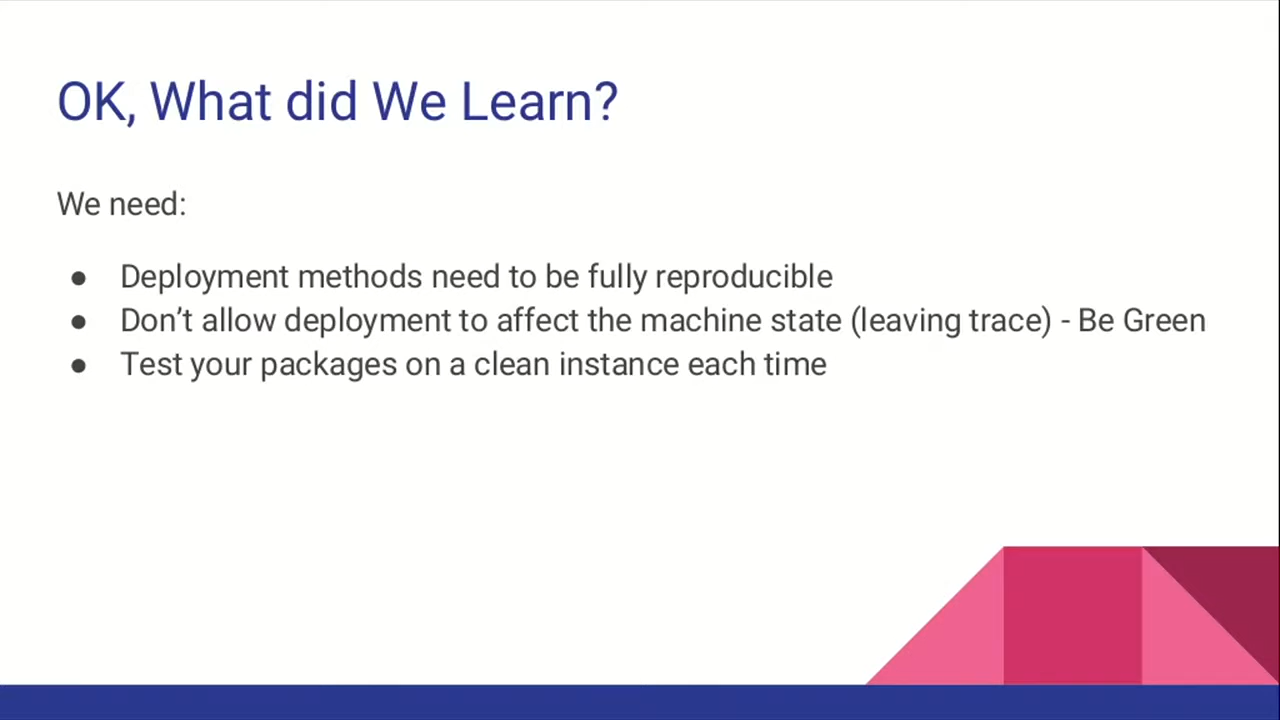 OK, What did We Learn?
We need:
● Deployment methods need to be fully reproducible
● Don’t allow deployment to affect the machine state (leaving trace) - Be Green
● Test your packages on a clean instance each time